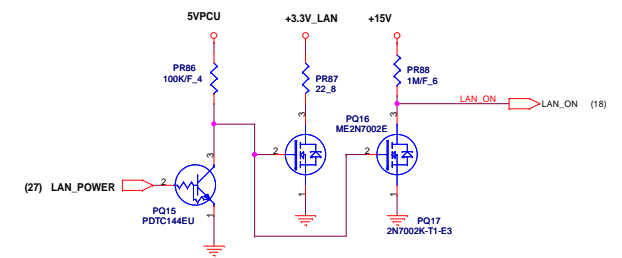 5VPCU
+3.3V_LAN
+15V
PR86
100K/F_4
PR87
22_8
PR88
1M/F_6
LAN_ON
LAN_ON (18)
3
3
3
PQ16
ME2N7002E
2
2
(27) LAN_POWER
2
PQ15
PDTC144EU
1
1
1
PQ17
2N7002K-T1-E3